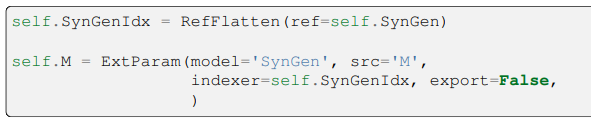 self.SynGenIdx = RefFlatten(ref=self.SynGen)
self.M = ExtParam(model='SynGen', src='M',
indexer=self.SynGenIdx, export=False,
)